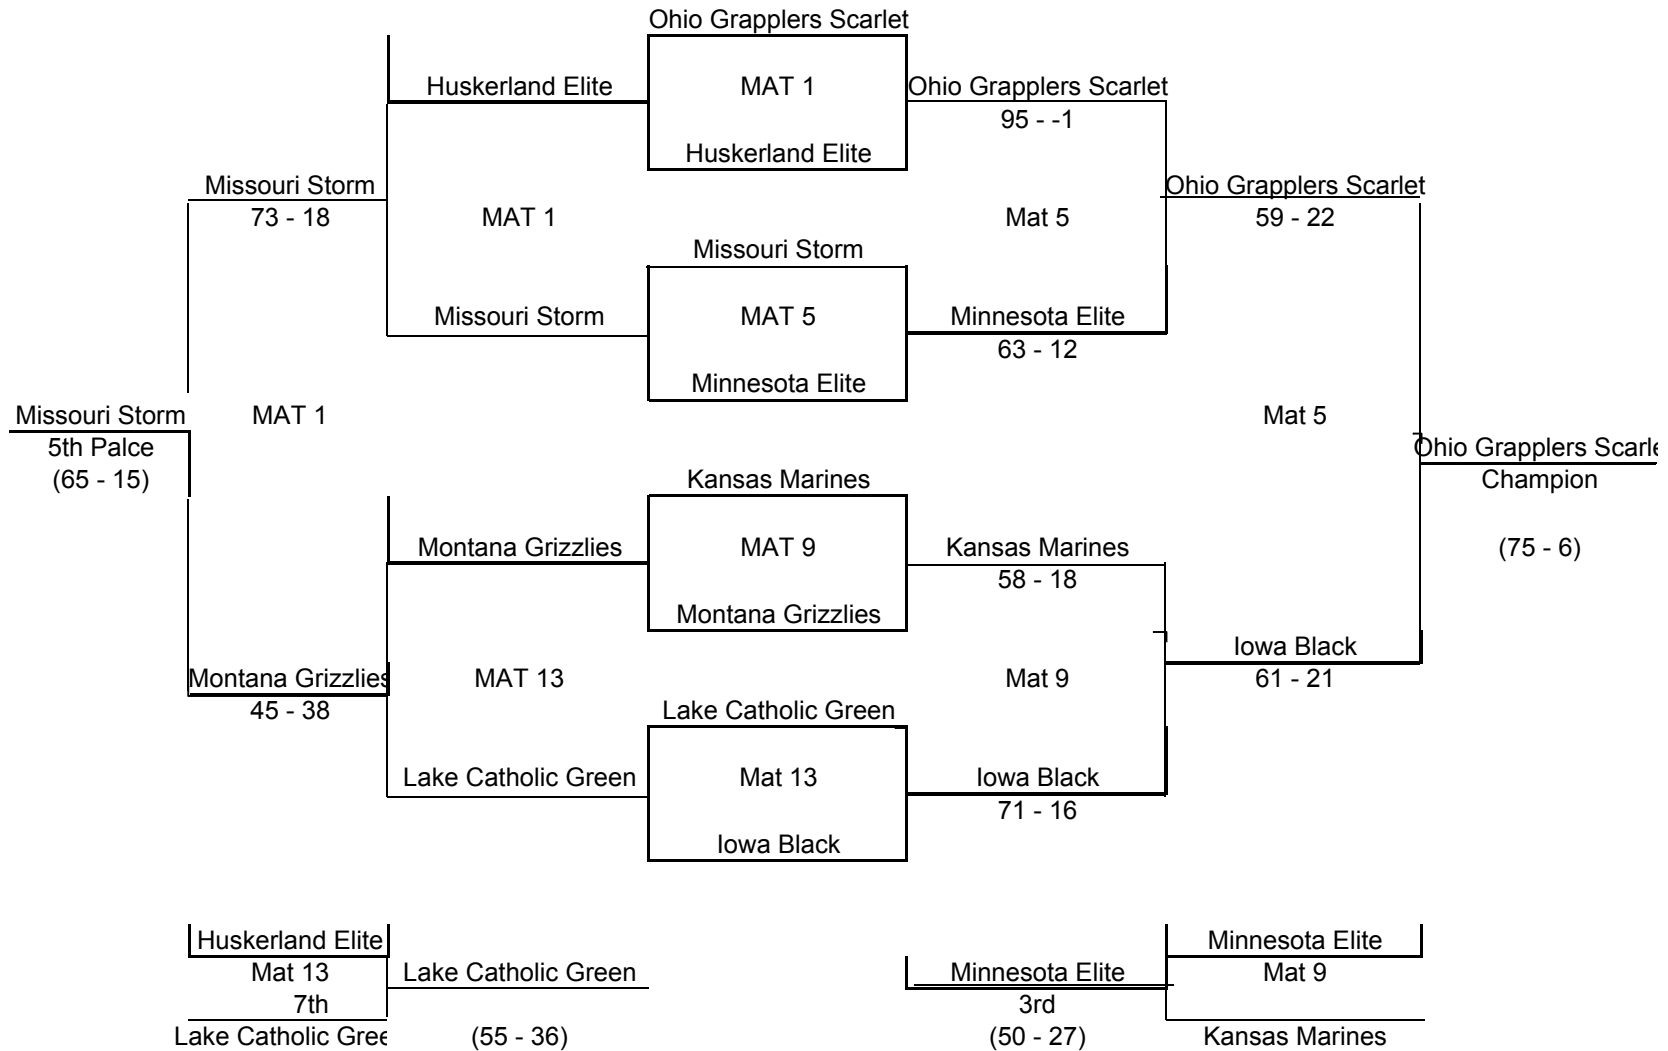 Ohio Grapplers Scarlet
Huskerland Elite MAT 1 Ohio Grapplers Scarlet
95 - -1
Huskerland Elite
Missouri Storm Ohio Grapplers Scarlet
73 - 18 MAT 1 Mat 5 59 - 22
Missouri Storm
Missouri Storm MAT 5 Minnesota Elite
63 - 12
Minnesota Elite
Missouri Storm MAT 1 Mat 5
5th Palce Ohio Grapplers Scarle
(65 - 15) Kansas Marines Champion
Montana Grizzlies MAT 9 Kansas Marines (75 - 6)
58 - 18
Montana Grizzlies
Iowa Black
Montana Grizzlies MAT 13 Mat 9 61 - 21
45 - 38 Lake Catholic Green
Lake Catholic Green Mat 13 Iowa Black
71 - 16
Iowa Black
Huskerland Elite Minnesota Elite
Mat 13 Lake Catholic Green Minnesota Elite Mat 9
7th 3rd
Lake Catholic Gree (55 - 36) (50 - 27) Kansas Marines